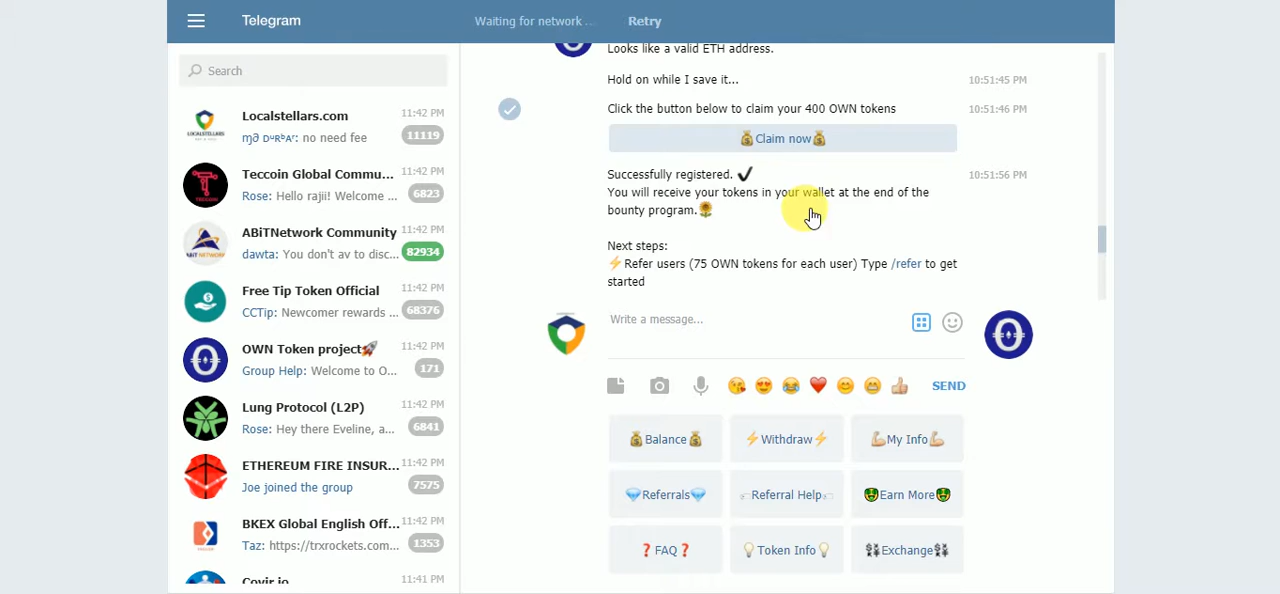 Telegram
Waiting for network ...
Retry
Search
Localstellars.com 11:42 PM
no need fee 11119
Teccoin Global Commu... 11:42 PM
Rose: Hello rajii! Welcome ... 6823
ABiTNetwork Community 11:42 PM
dawta: You don't av to disc... 82934
Free Tip Token Official 11:42 PM
CCTip: Newcomer rewards ... 68376
OWN Token project🚀 11:42 PM
Group Help: Welcome to O... 171
Lung Protocol (L2P) 11:42 PM
Rose: Hey there Eveline, a... 6841
ETHEREUM FIRE INSUR... 11:42 PM
Joe joined the group 7575
BKEX Global English Off... 11:42 PM
Taz: https://trxrockets.com... 1353
Covir.io 11:41 PM
Looks like a valid ETH address.
Hold on while I save it... 10:51:45 PM
Click the button below to claim your 400 OWN tokens 10:51:46 PM
💰Claim now💰
Successfully registered. ✔ 10:51:56 PM
You will receive your tokens in your wallet at the end of the
bounty program.🌻
Next steps:
⚡Refer users (75 OWN tokens for each user) Type /refer to get
started
Write a message...
SEND
💰Balance💰 ⚡Withdraw⚡ 💪My Info💪
💎Referrals💎 Referral Help 🤑Earn More🤑
❓FAQ❓ 💡Token Info💡 💱Exchange💱